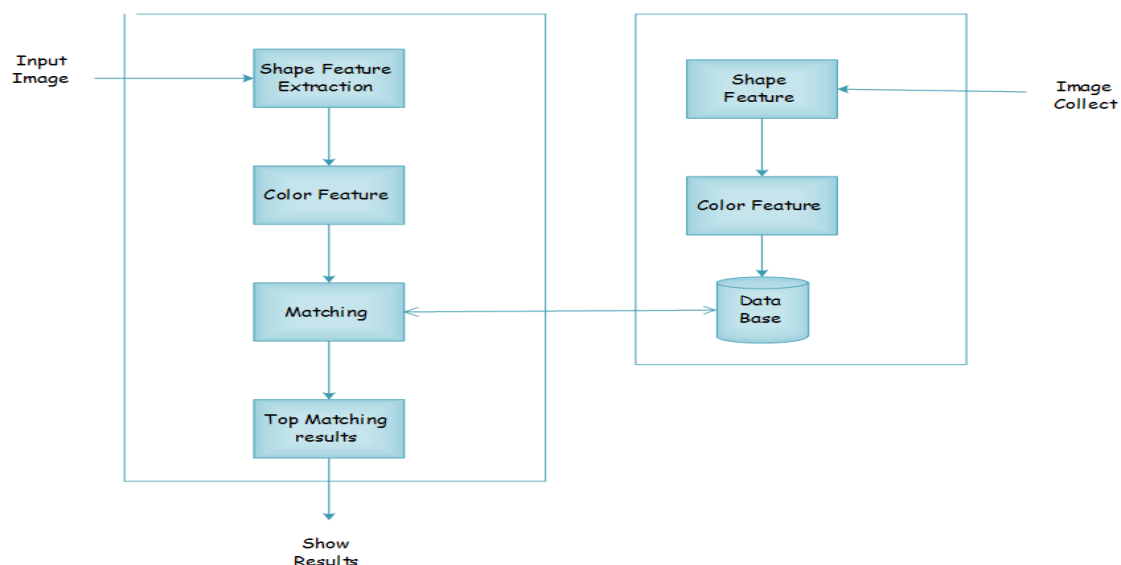 Input
Image
Shape Feature
Extraction
Color Feature
Matching
Top Matching
results
Show
Results
Shape
Feature
Color Feature
Data
Base
Image
Collect